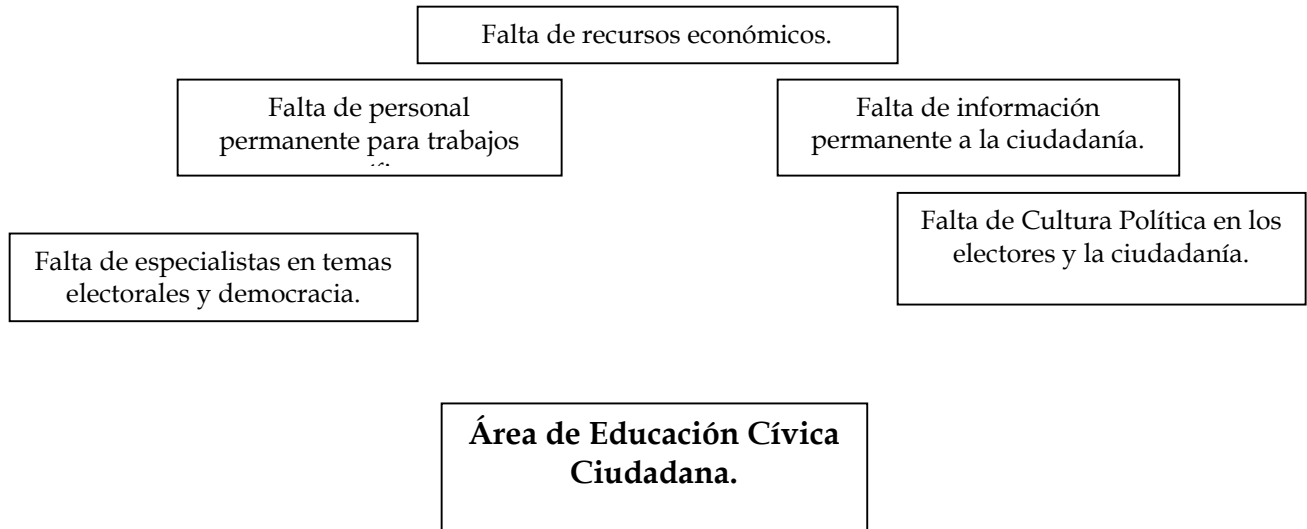 Falta de recursos económicos.
Falta de personal
permanente para trabajos
Falta de información
permanente a la ciudadanía.
Falta de Cultura Política en los
electores y la ciudadanía.
Falta de especialistas en temas
electorales y democracia.
Área de Educación Cívica
Ciudadana.